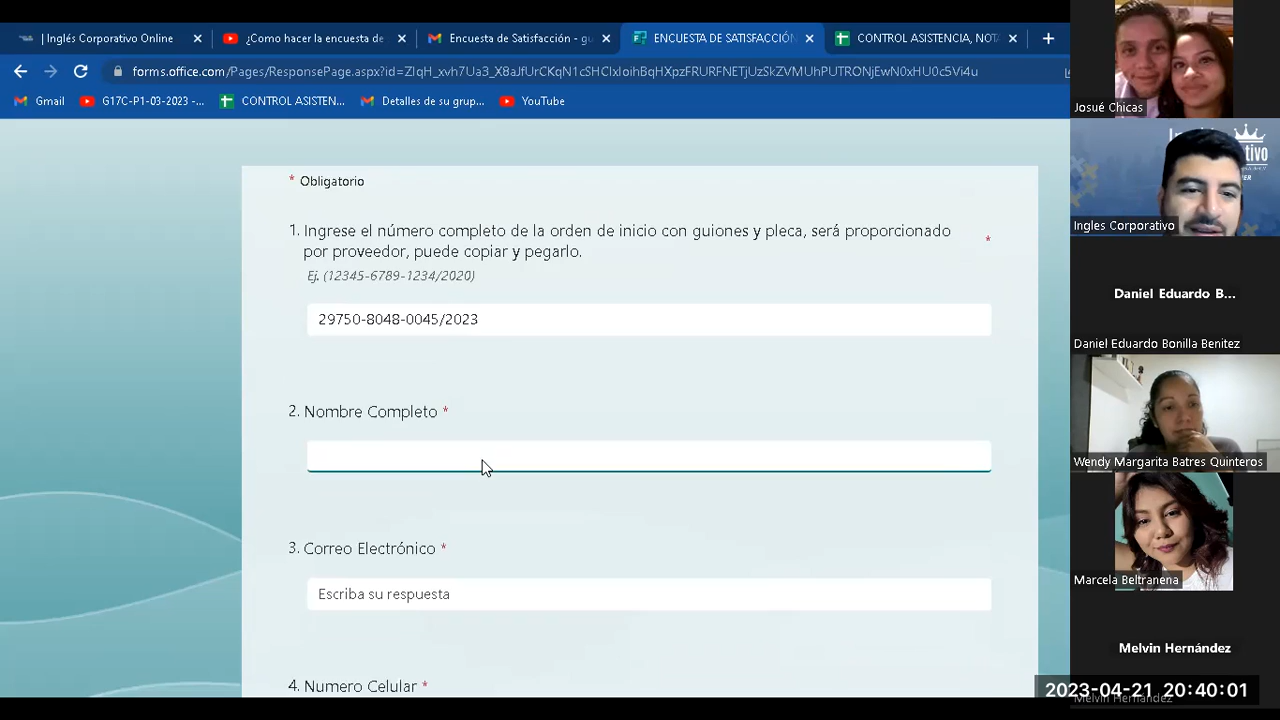 | Inglés Corporativo Online
¿Como hacer la encuesta de
Encuesta de Satisfacción - gu
ENCUESTA DE SATISFACCIÓN
CONTROL ASISTENCIA, NOTA
forms.office.com/Pages/ResponsePage.aspx?id=ZIqH_xvh7Ua3_X8aJfUrCKqN1cSHClxIoihBqHXpzFRURFNETjUzSkZVMUhPUTRONjEwN0xHU0c5Vi4u
Gmail
G17C-P1-03-2023 -...
CONTROL ASISTEN...
Detalles de su grup...
YouTube
* Obligatorio
1. Ingrese el número completo de la orden de inicio con guiones y pleca, será proporcionado
por proveedor, puede copiar y pegarlo. *
Ej. (12345-6789-1234/2020)
29750-8048-0045/2023
2. Nombre Completo *
3. Correo Electrónico *
Escriba su respuesta
4. Numero Celular *
Josué Chicas
Ingles Corporativo
Daniel Eduardo B...
Daniel Eduardo Bonilla Benitez
Wendy Margarita Batres Quinteros
Marcela Beltranena
Melvin Hernández
Melvin Hernández
2023-04-21 20:40:01